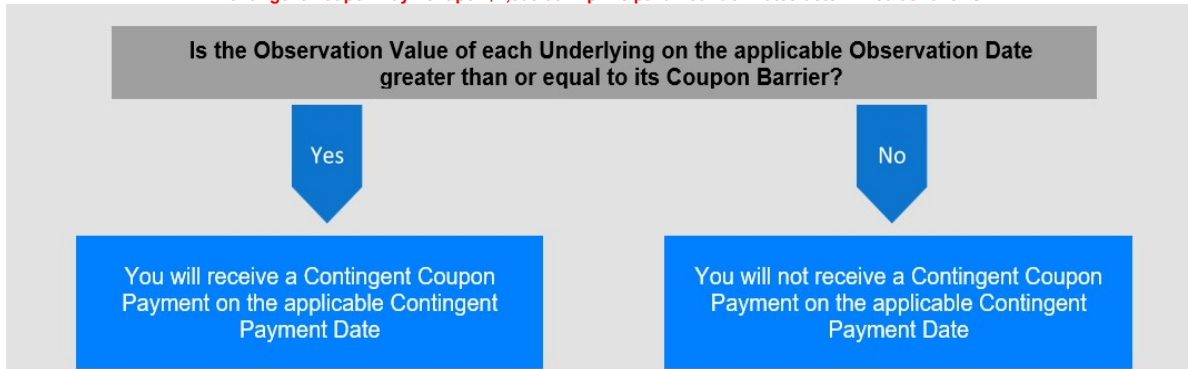 Is the Observation Value of each Underlying on the applicable Observation Date
greater than or equal to its Coupon Barrier?
Yes
No
You will receive a Contingent Coupon
Payment on the applicable Contingent
Payment Date
You will not receive a Contingent Coupon
Payment on the applicable Contingent
Payment Date